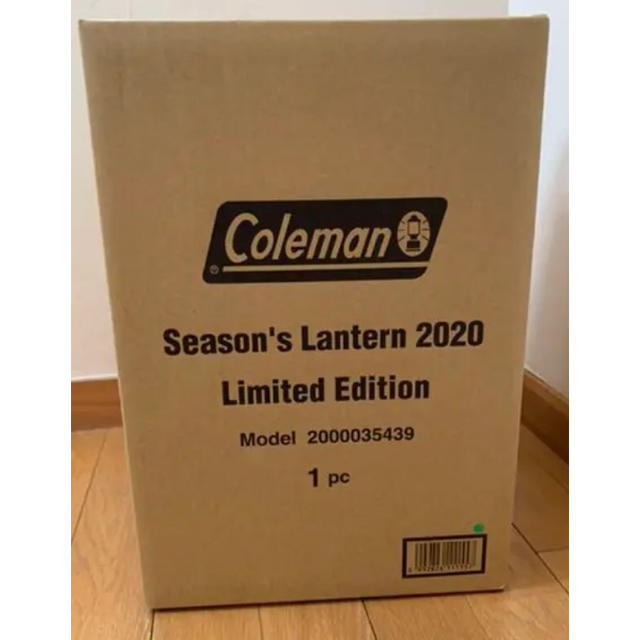 Coleman
®
Season's Lantern 2020
Limited Edition
Model 2000035439
1 pc